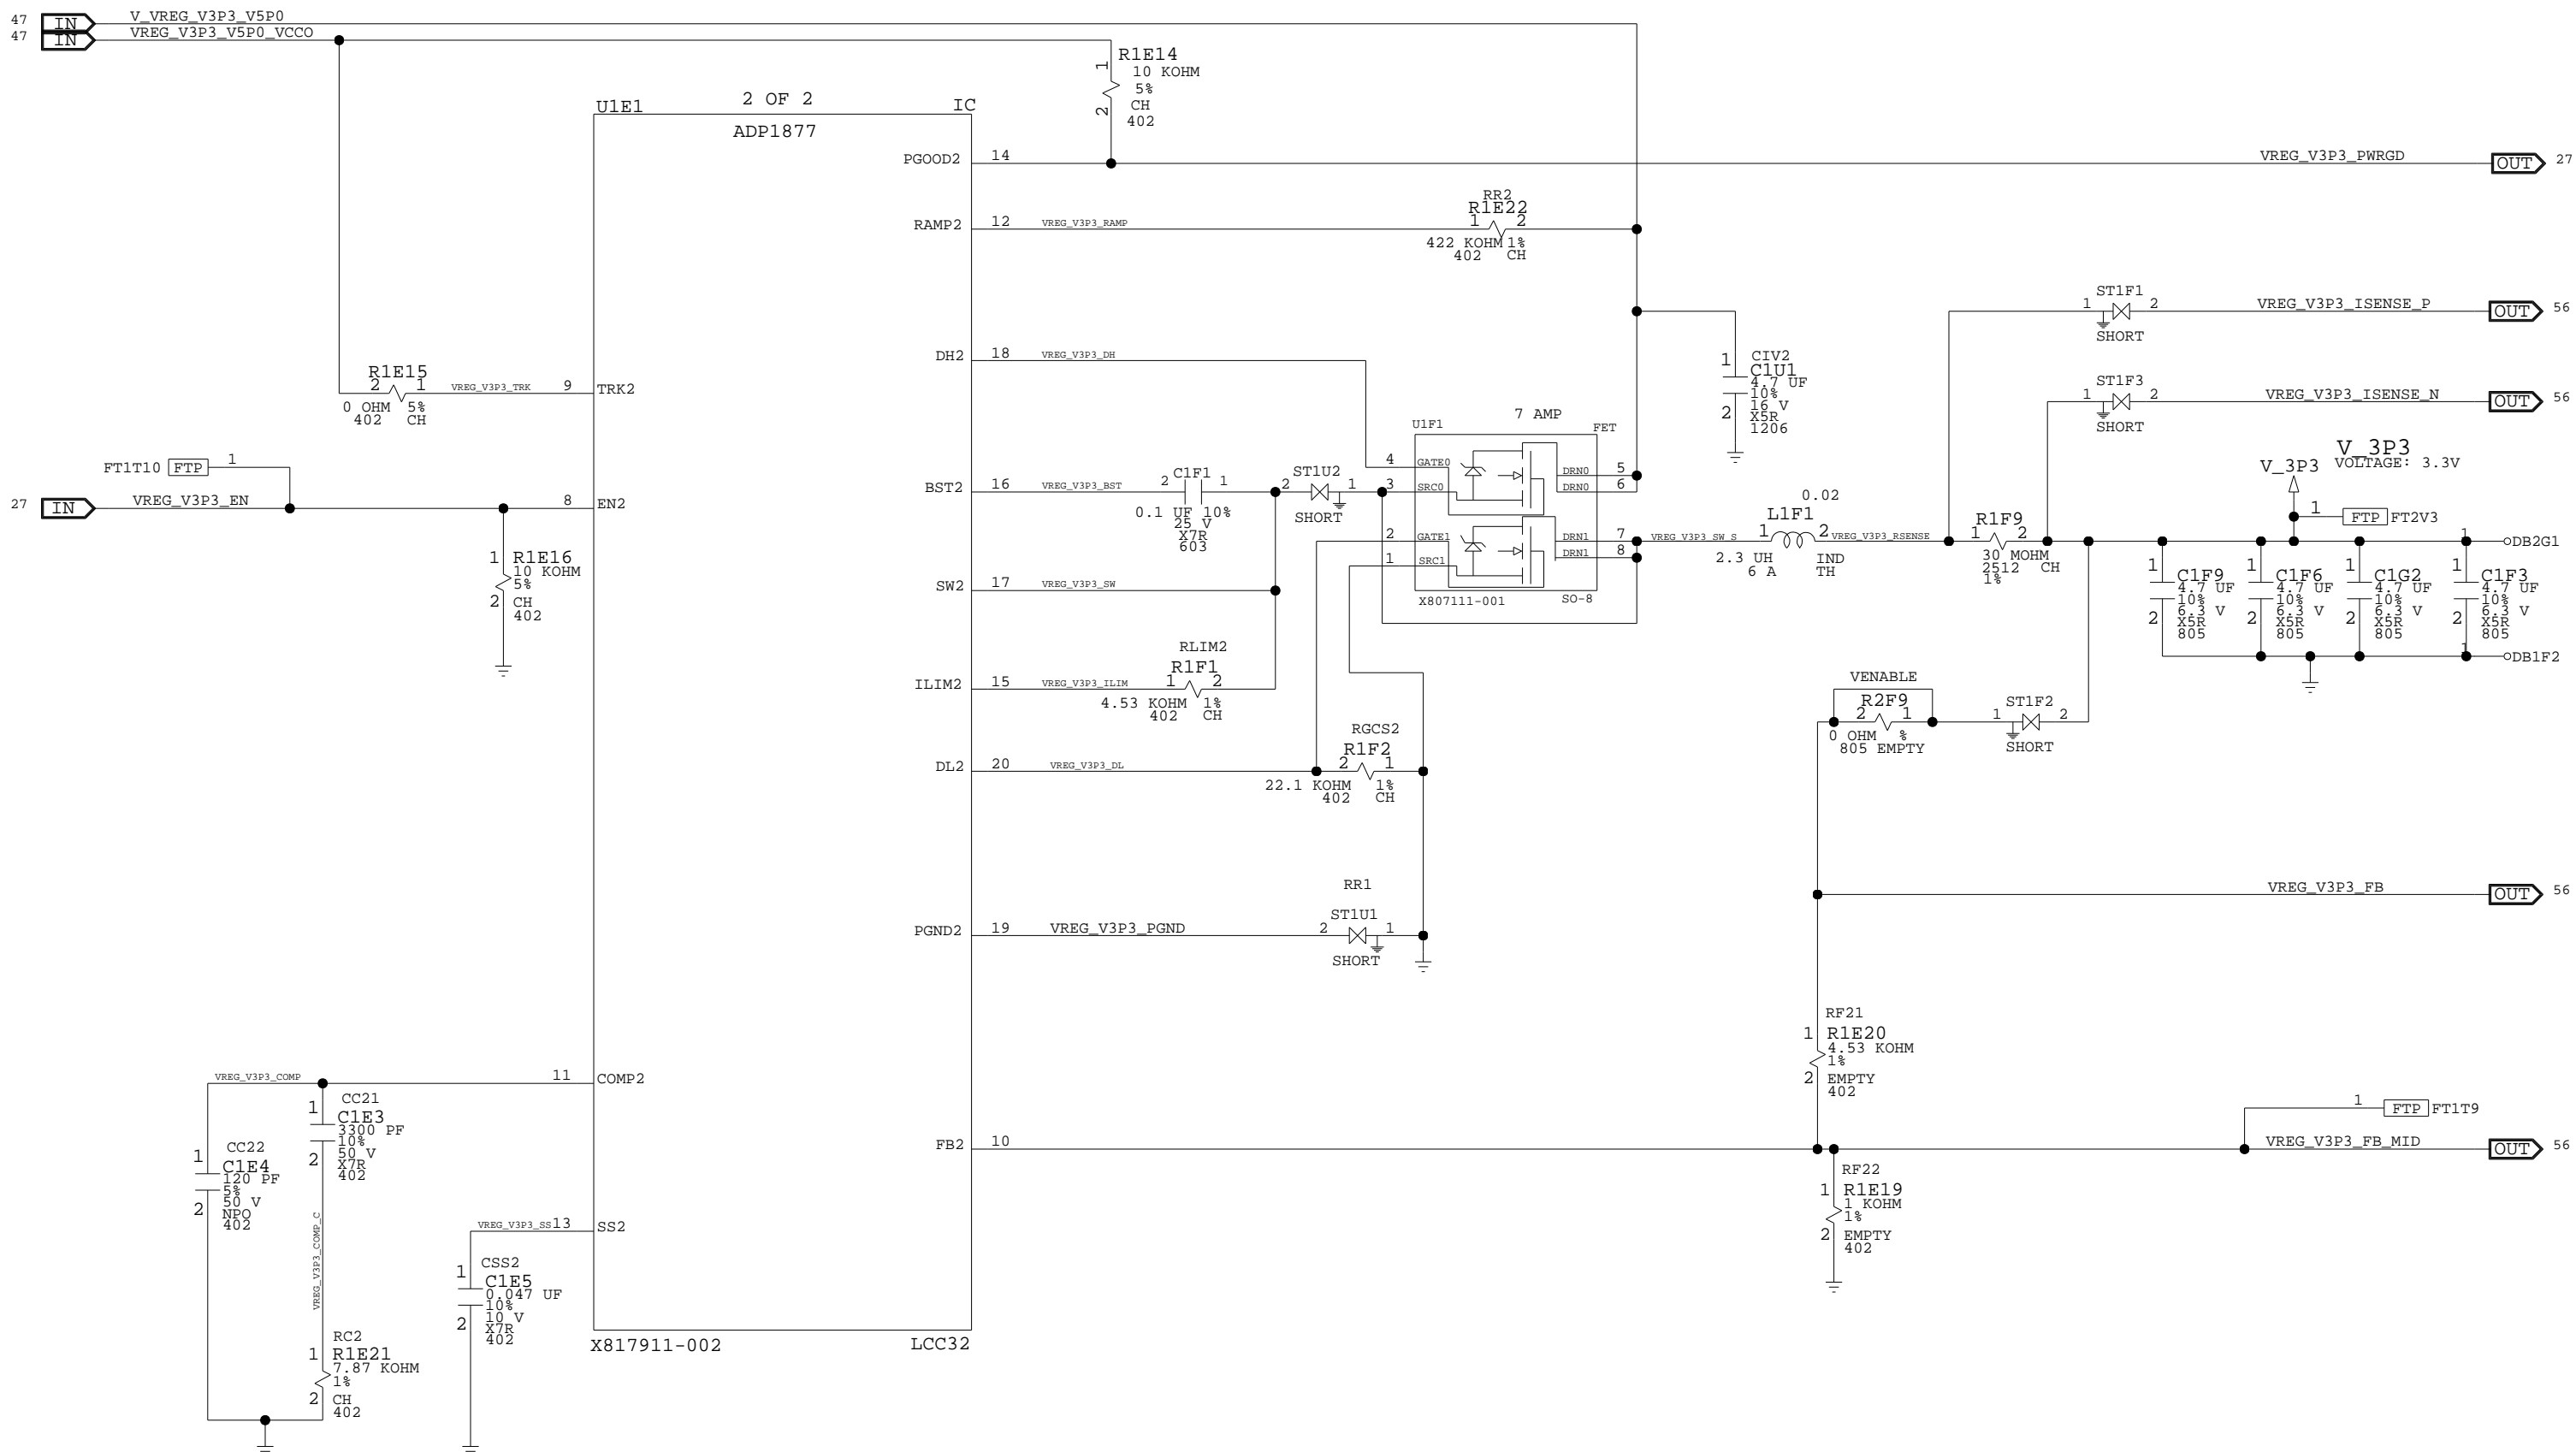 47 IN V_VREG_V3P3_V5P0
47 IN VREG_V3P3_V5P0_VCCO
R1E14
1
10 KOHM
5%
CH
2
402
U1E1
2 OF 2
IC
ADP1877
PGOOD2 14
VREG_V3P3_PWRGD
OUT 27
RR2
R1E22
1 2
RAMP2 12 VREG_V3P3_RAMP
422 KOHM 1%
402 CH
ST1F1
1 2
VREG_V3P3_ISENSE_P
OUT 56
SHORT
DH2 18 VREG_V3P3_DH
CIV2
1
C1U1
4.7 UF
10%
16 V
2
X5R
1206
ST1F3
1 2
VREG_V3P3_ISENSE_N
OUT 56
SHORT
R1E15
2 1
VREG_V3P3_TRK 9 TRK2
0 OHM 5%
402 CH
7 AMP
U1F1
FET
4 GATE0
3 SRC0
DRN0 5
DRN0 6
2 GATE1
1 SRC1
DRN1 7
DRN1 8
X807111-001 SO-8
FT1T10 FTP 1
27 IN VREG_V3P3_EN 8 EN2
1
R1E16
10 KOHM
5%
2
CH
402
BST2 16 VREG_V3P3_BST
C1F1
2 1
0.1 UF 10%
25 V
X7R
603
ST1U2
2 1
SHORT
V_3P3
VOLTAGE: 3.3V
V_3P3
1 FTP FT2V3
0.02
L1F1
VREG_V3P3_SW_S 1 2 VREG_V3P3_RSENSE
2.3 UH IND
6 A TH
R1F9
1 2
30 MOHM
2512 CH
1%
1
DB2G1
1
C1F9
4.7 UF
10%
6.3 V
2
X5R
805
1
C1F6
4.7 UF
10%
6.3 V
2
X5R
805
1
C1G2
4.7 UF
10%
6.3 V
2
X5R
805
1
C1F3
4.7 UF
10%
6.3 V
2
X5R
805
1
DB1F2
SW2 17 VREG_V3P3_SW
RLIM2
R1F1
1 2
ILIM2 15 VREG_V3P3_ILIM
4.53 KOHM 1%
402 CH
VENABLE
R2F9
2 1
0 OHM %
805 EMPTY
ST1F2
1 2
SHORT
RGCS2
R1F2
2 1
DL2 20 VREG_V3P3_DL
22.1 KOHM 1%
402 CH
RR1
ST1U1
PGND2 19 VREG_V3P3_PGND 2 1
SHORT
VREG_V3P3_FB
OUT 56
RF21
1
R1E20
4.53 KOHM
1%
2
EMPTY
402
VREG_V3P3_COMP 11 COMP2
CC21
1
C1E3
3300 PF
10%
50 V
2
X7R
402
CC22
1
C1E4
120 PF
5%
50 V
2
NPO
402
VREG_V3P3_COMP_C
FB2 10
1 FTP FT1T9
VREG_V3P3_FB_MID
OUT 56
RF22
1
R1E19
1 KOHM
1%
2
EMPTY
402
VREG_V3P3_SS 13 SS2
CSS2
1
C1E5
0.047 UF
10%
10 V
2
X7R
402
RC2
1
R1E21
7.87 KOHM
1%
2
CH
402
X817911-002
LCC32